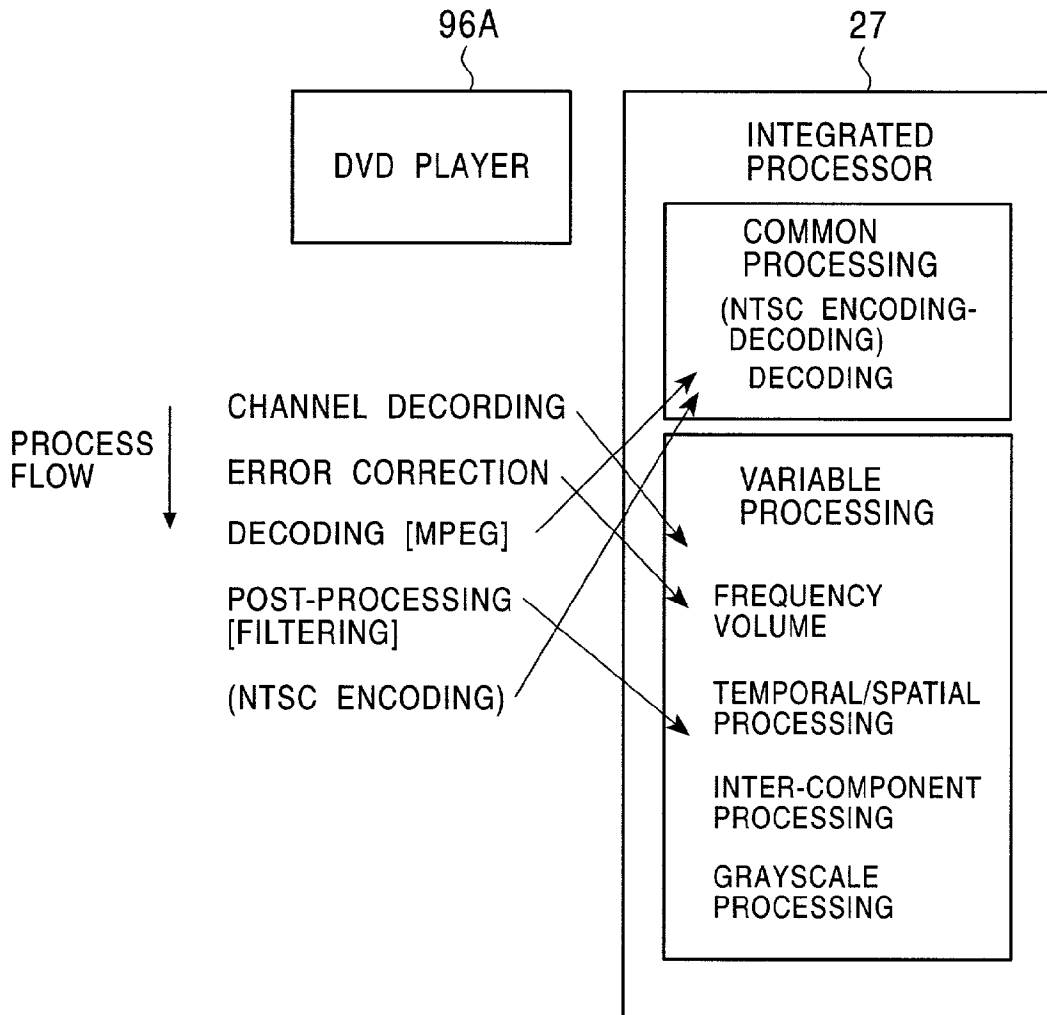 96A
27
DVD PLAYER
INTEGRATED
PROCESSOR
COMMON
PROCESSING
(NTSC ENCODING-
DECODING)
DECODING
PROCESS
FLOW
CHANNEL DECORDING
ERROR CORRECTION
DECODING [MPEG]
POST-PROCESSING
[FILTERING]
(NTSC ENCODING)
VARIABLE
PROCESSING
FREQUENCY
VOLUME
TEMPORAL/SPATIAL
PROCESSING
INTER-COMPONENT
PROCESSING
GRAYSCALE
PROCESSING